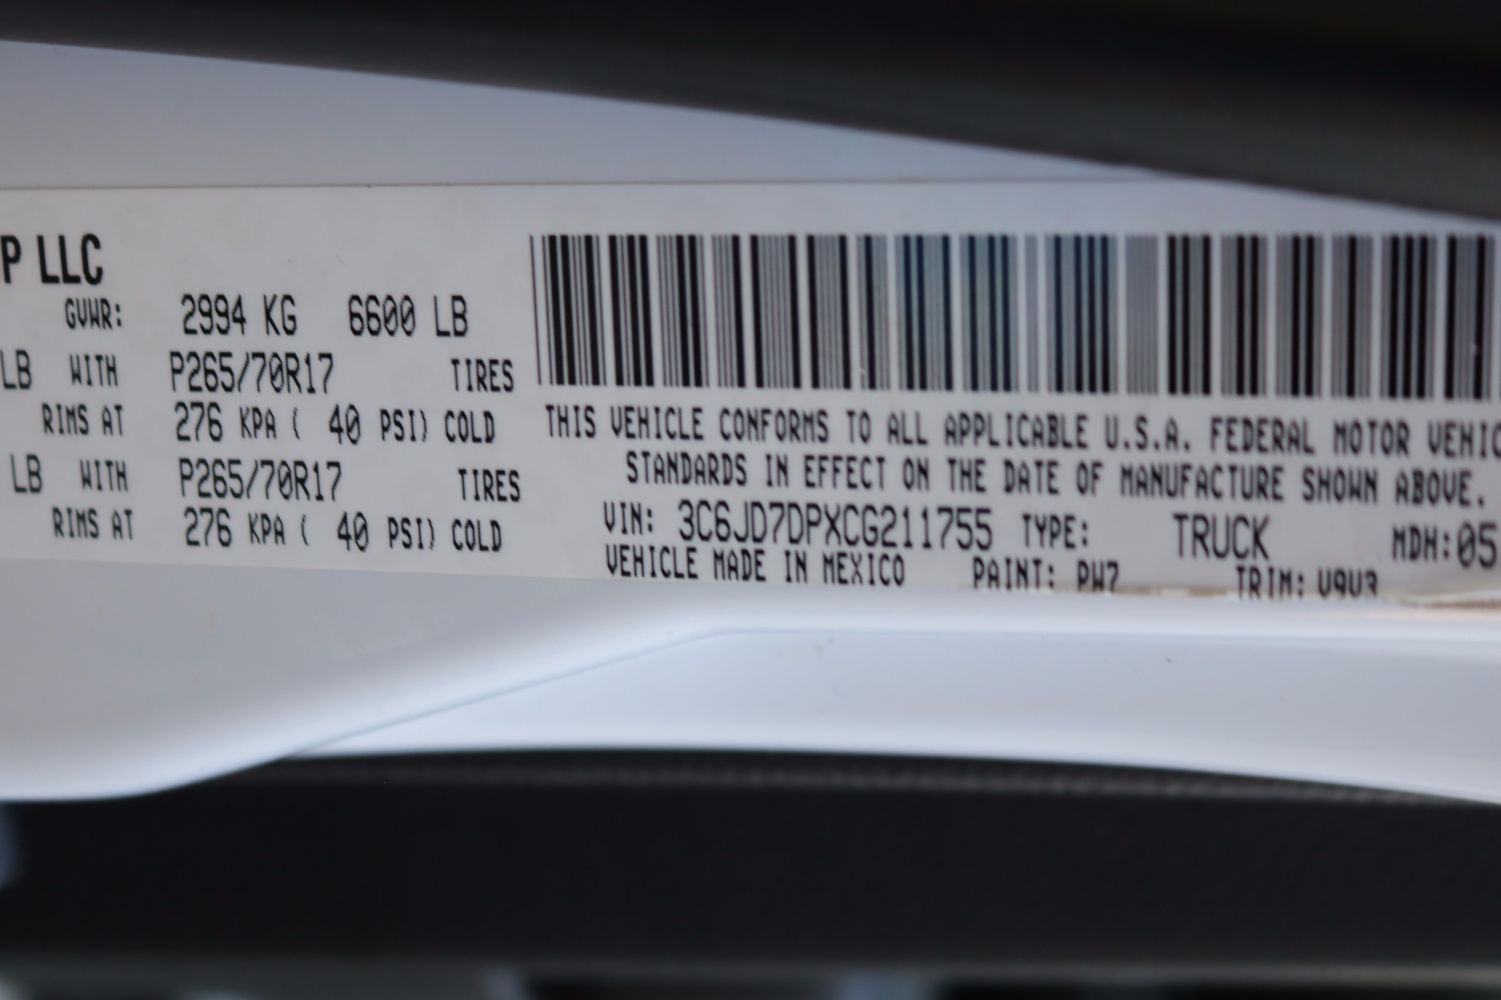 P LLC
GVWR: 2994 KG 6600 LB
LB WITH P265/70R17 TIRES
RIMS AT 276 KPA ( 40 PSI) COLD
LB WITH P265/70R17 TIRES
RIMS AT 276 KPA ( 40 PSI) COLD
THIS VEHICLE CONFORMS TO ALL APPLICABLE U.S.A. FEDERAL MOTOR VEHIC
STANDARDS IN EFFECT ON THE DATE OF MANUFACTURE SHOWN ABOVE.
VIN: 3C6JD7DPXCG211755 TYPE: TRUCK MDH: 05
VEHICLE MADE IN MEXICO PAINT: PW7 TRIM: V9V3